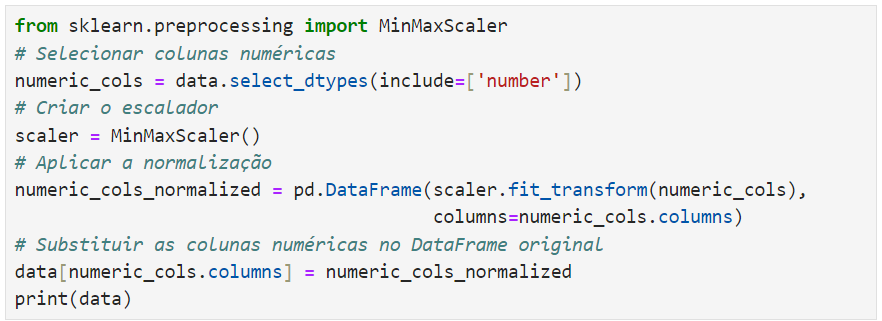 from sklearn.preprocessing import MinMaxScaler
# Selecionar colunas numéricas
numeric_cols = data.select_dtypes(include=['number'])
# Criar o escalador
scaler = MinMaxScaler()
# Aplicar a normalização
numeric_cols_normalized = pd.DataFrame(scaler.fit_transform(numeric_cols),
                                       columns=numeric_cols.columns)
# Substituir as colunas numéricas no DataFrame original
data[numeric_cols.columns] = numeric_cols_normalized
print(data)